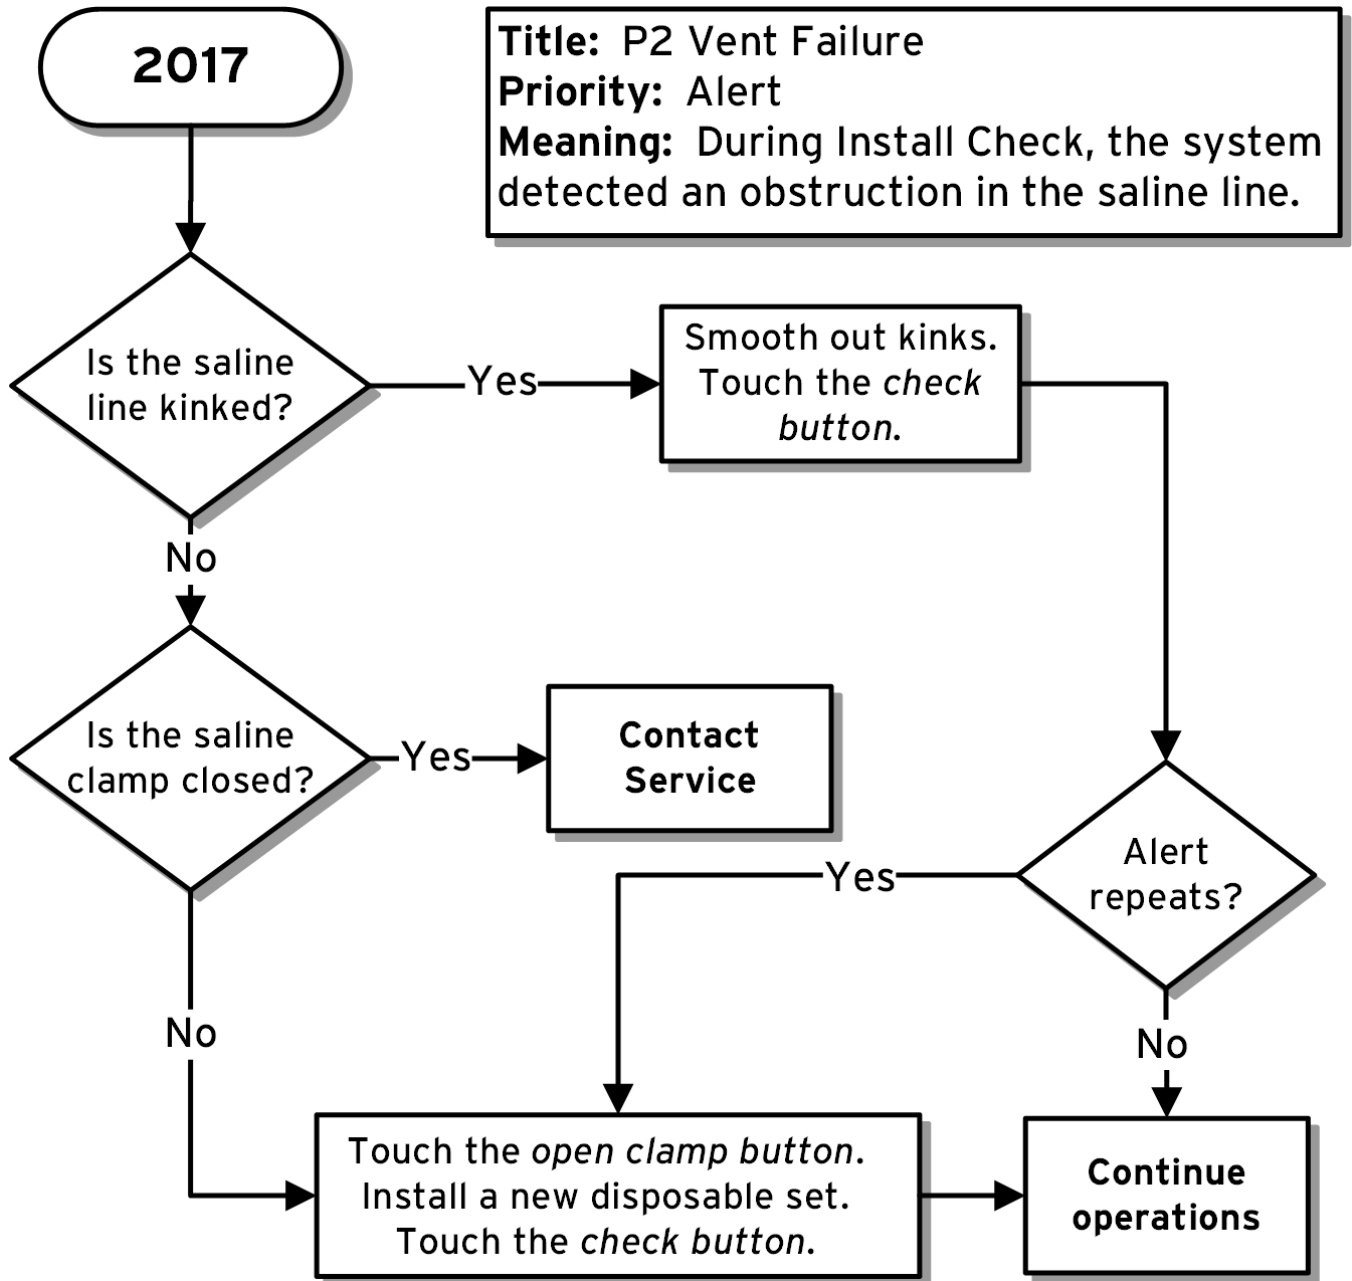 2017
Title: P2 Vent Failure
Priority: Alert
Meaning: During Install Check, the system
detected an obstruction in the saline line.
Is the saline
line kinked?
Yes
Smooth out kinks.
Touch the check
button.
No
Is the saline
clamp closed?
Yes
Contact
Service
Alert
repeats?
Yes
No
No
Touch the open clamp button.
Install a new disposable set.
Touch the check button.
Continue
operations